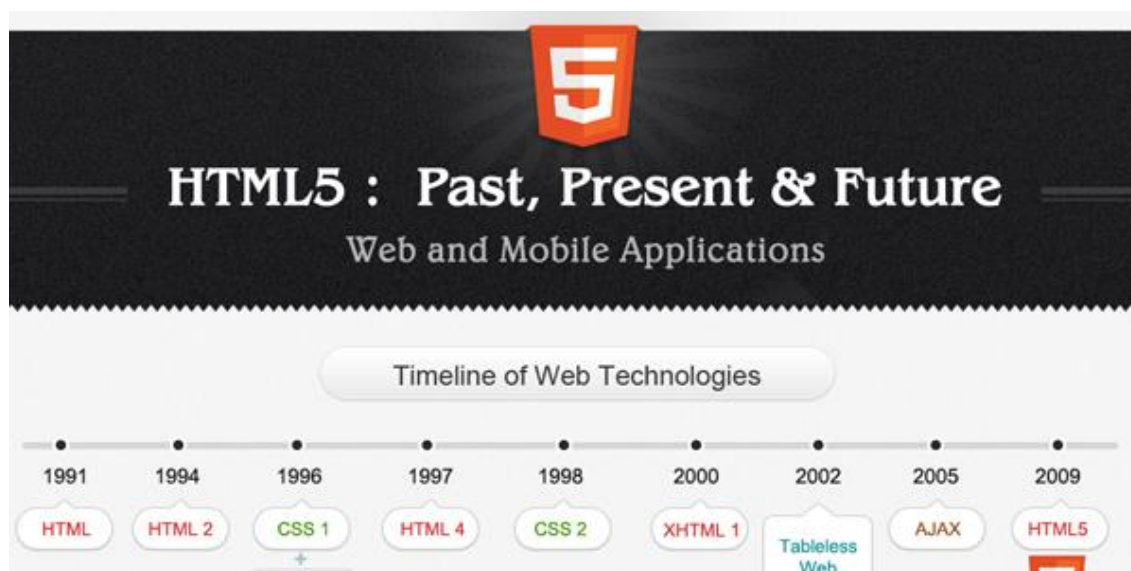 5
HTML5 : Past, Present & Future
Web and Mobile Applications
Timeline of Web Technologies
1991 1994 1996 1997 1998 2000 2002 2005 2009
HTML HTML 2 CSS 1 HTML 4 CSS 2 XHTML 1 Tableless AJAX HTML5
+ Web